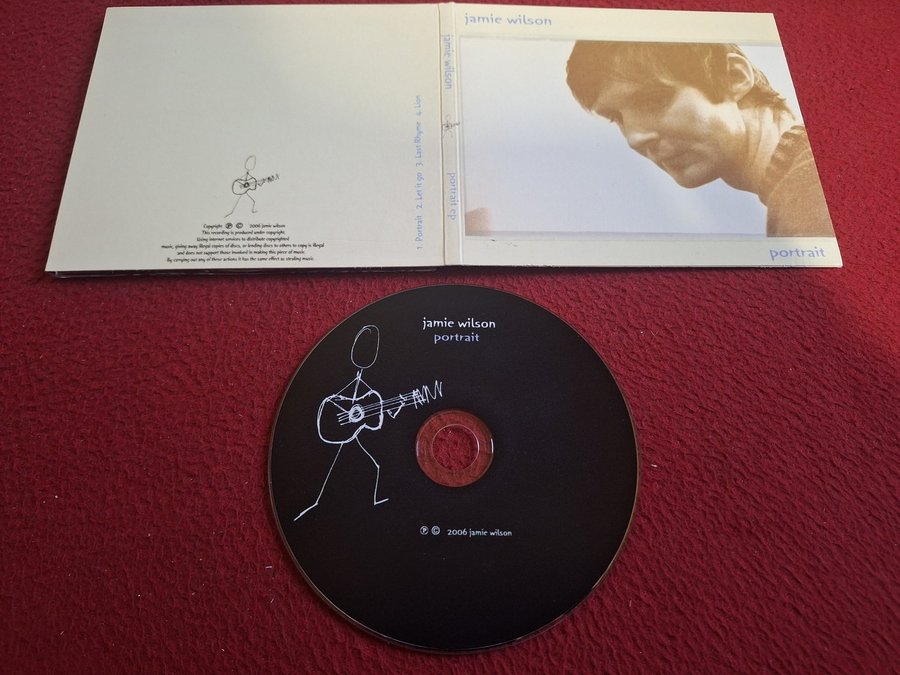 Copyright ℗ © 2006 jamie wilson
This recording is produced under copyright.
Using internet services to distribute copyrighted
music, giving away illegal copies of discs, or lending discs to others to copy is illegal
and does not support those involved in making this piece of music.
By carrying out any of these actions it has the same effect as stealing music.
1. Portrait 2. Let it go 3. Last Rhyme 4. Lion
jamie wilson
portrait ep
jamie wilson
portrait
jamie wilson
portrait
℗ © 2006 jamie wilson